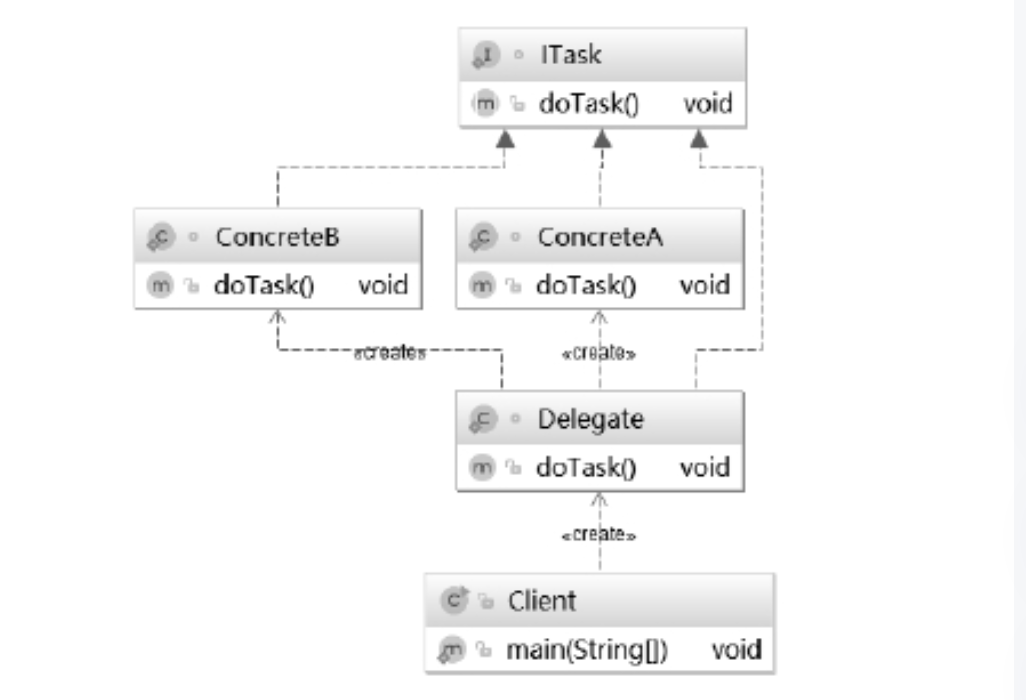 ITask
doTask() void
ConcreteB
doTask() void
ConcreteA
doTask() void
«create»
«create»
Delegate
doTask() void
«create»
Client
main(String[]) void